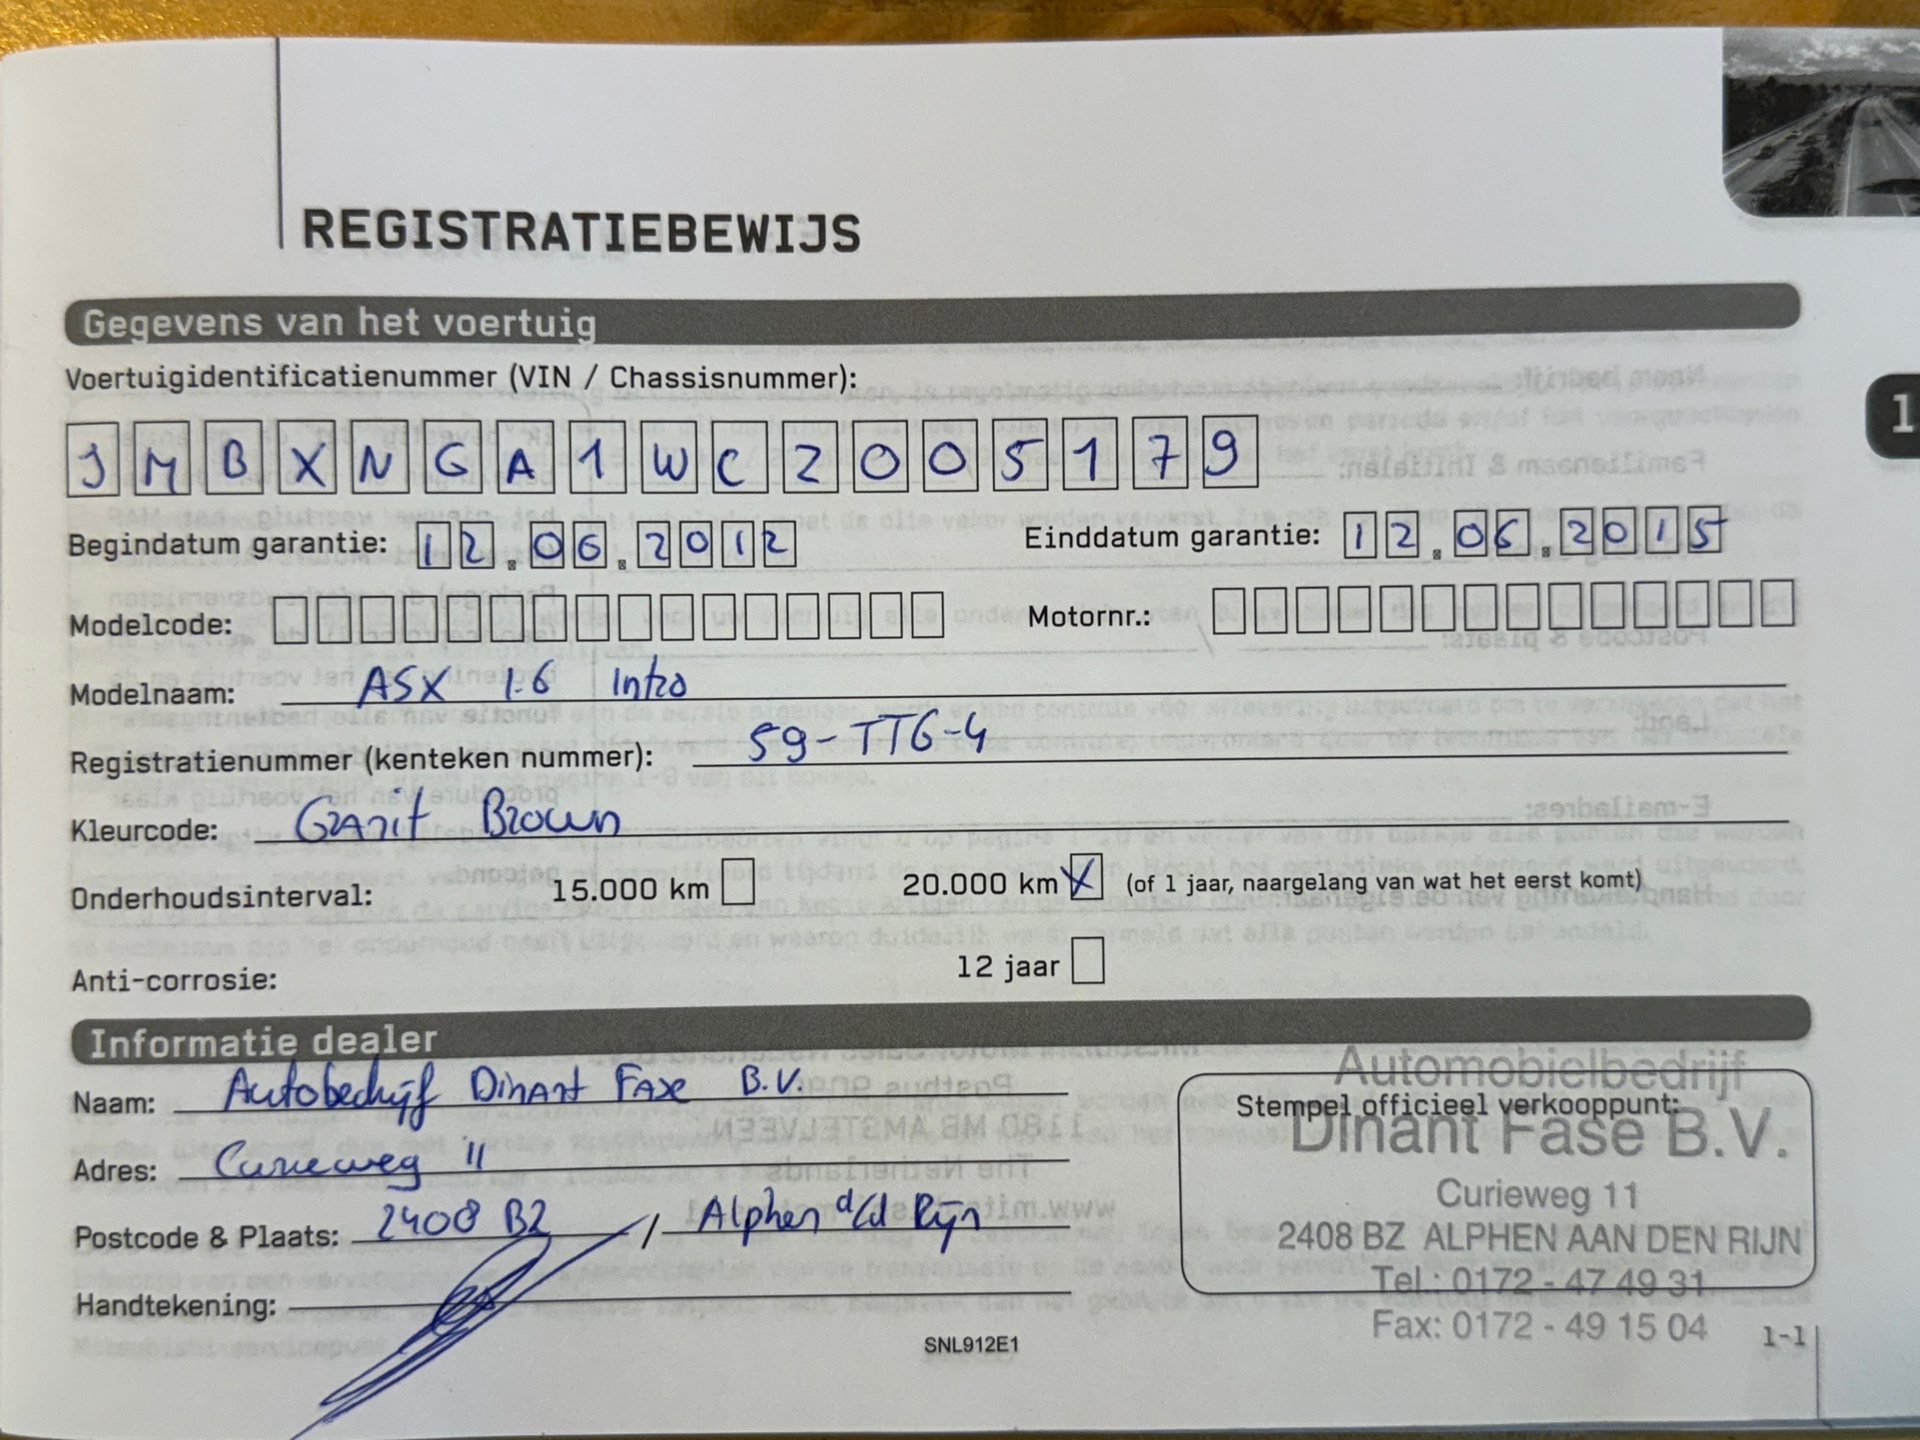 REGISTRATIEBEWIJS
Gegevens van het voertuig
Voertuigidentificatienummer (VIN / Chassisnummer):
JMBXNGA1WC2005179
Begindatum garantie: 12.06.2012 Einddatum garantie: 12.06.2015
1
Modelcode: Motornr.:
Modelnaam: ASX 1.6 Intro
Registratienummer (kenteken nummer): 59-TTG-4
Kleurcode: Granit Brown
Onderhoudsinterval: 15.000 km 20.000 km X (of 1 jaar, naargelang van wat het eerst komt)
Anti-corrosie: 12 jaar
Informatie dealer
Naam: Autobedrijf Dinant Fase B.V.
Adres: Curieweg 11
Postcode & Plaats: 2408 BZ / Alphen a/d Rijn
Handtekening:
Stempel officieel verkooppunt:
Automobielbedrijf
Dinant Fase B.V.
Curieweg 11
2408 BZ ALPHEN AAN DEN RIJN
Tel.: 0172 - 47 49 31
Fax: 0172 - 49 15 04
SNL912E1
1-1